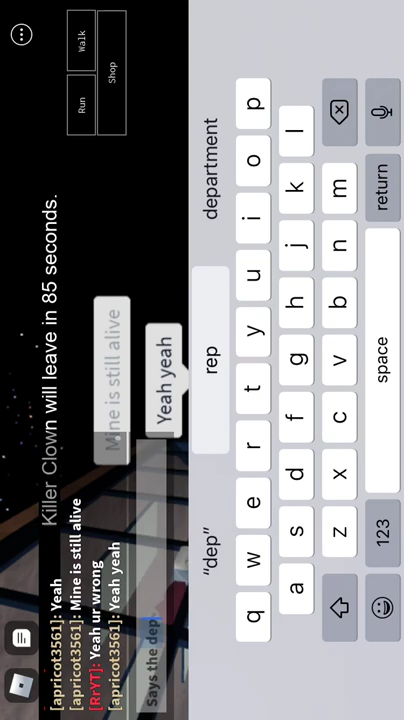 Walk
Run
Shop
Killer Clown will leave in 85 seconds.
Mine is still alive
Yeah yeah
[apricot3561]: Yeah
[apricot3561]: Mine is still alive
[RrYT]: Yeah ur wrong
[apricot3561]: Yeah yeah
Says the dep
"dep" rep department
q w e r t y u i o p
a s d f g h j k l
z x c v b n m
123 space return